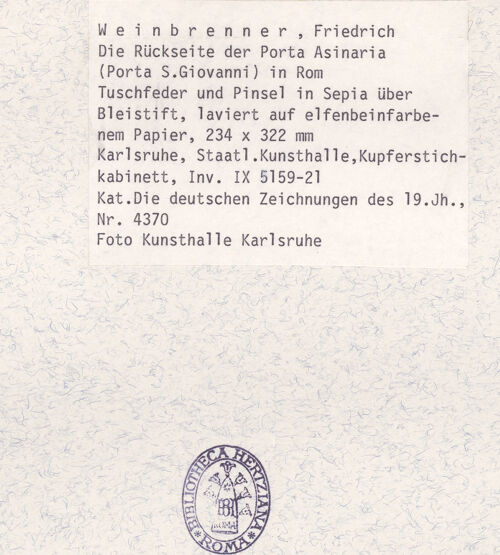 Weinbrenner, Friedrich
Die Rückseite der Porta Asinaria
(Porta S.Giovanni) in Rom
Tuschfeder und Pinsel in Sepia über
Bleistift, laviert auf elfenbeinfarbe-
nem Papier, 234 x 322 mm
Karlsruhe, Staatl.Kunsthalle,Kupferstich-
kabinett, Inv. IX 5159-21
Kat.Die deutschen Zeichnungen des 19.Jh.,
Nr. 4370
Foto Kunsthalle Karlsruhe
BIBLIOTHECA HERTZIANA
*ROMA*
ROMA